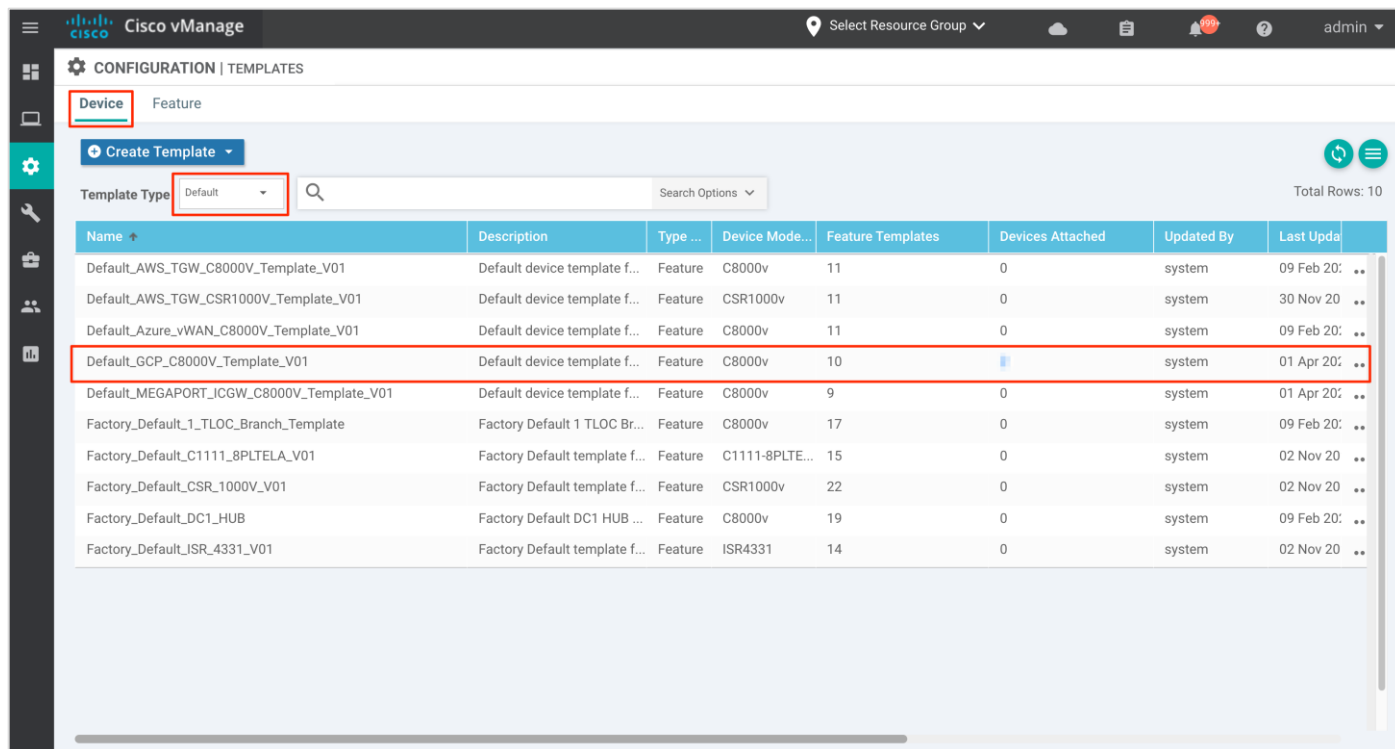 CISCO Cisco vManage Select Resource Group 999+ admin
CONFIGURATION | TEMPLATES
Device Feature
Create Template
Template Type Default Search Options Total Rows: 10
Name Description Type ... Device Mode... Feature Templates Devices Attached Updated By Last Upda
Default_AWS_TGW_C8000V_Template_V01 Default device template f... Feature C8000v 11 0 system 09 Feb
Default_AWS_TGW_CSR1000V_Template_V01 Default device template f... Feature CSR1000v 11 0 system 30 Nov 20
Default_Azure_vWAN_C8000V_Template_V01 Default device template f... Feature C8000v 11 0 system 09 Feb
Default_GCP_C8000V_Template_V01 Default device template f... Feature C8000v 10 system 01 Apr
Default_MEGAPORT_ICGW_C8000V_Template_V01 Default device template f... Feature C8000v 9 0 system 01 Apr
Factory_Default_1_TLOC_Branch_Template Factory Default 1 TLOC Br... Feature C8000v 17 0 system 09 Feb
Factory_Default_C1111_8PLTELA_V01 Factory Default template f... Feature C1111-8PLTE... 15 0 system 02 Nov 20
Factory_Default_CSR_1000V_V01 Factory Default template f... Feature CSR1000v 22 0 system 02 Nov 20
Factory_Default_DC1_HUB Factory Default DC1 HUB ... Feature C8000v 19 0 system 09 Feb
Factory_Default_ISR_4331_V01 Factory Default template f... Feature ISR4331 14 0 system 02 Nov 20